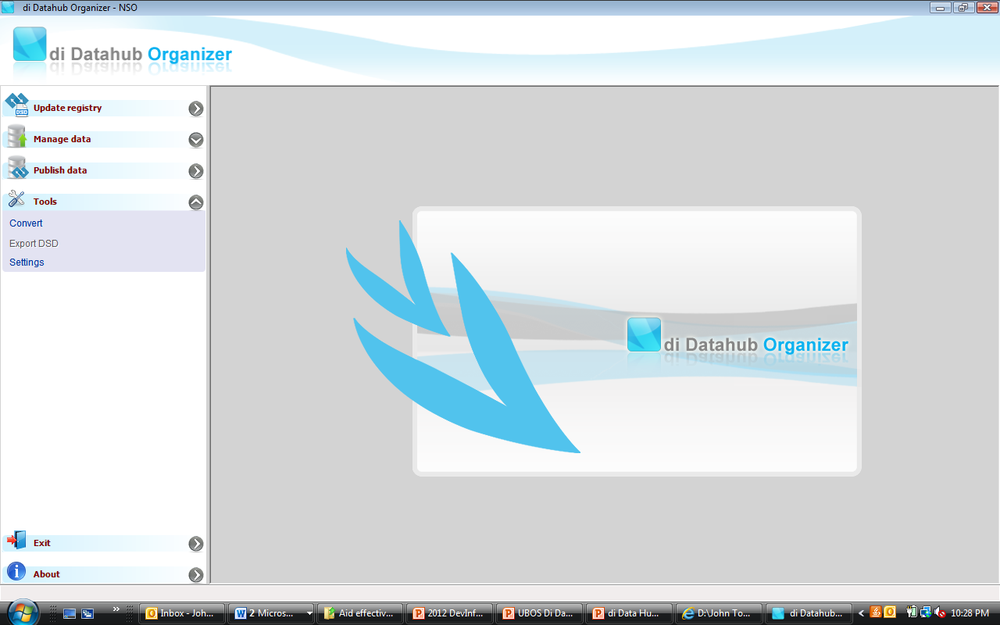 di Datahub Organizer - NSO
di Datahub Organizer
Update registry
DSD
Manage data
Publish data
Tools
Convert
Export DSD
Settings
di Datahub Organizer
Exit
About
Inbox - Joh...
2 Micros...
Aid effectiv...
2012 DevInf...
UBOS Di Da...
di Data Hu...
D:\John To...
di Datahub...
10:28 PM